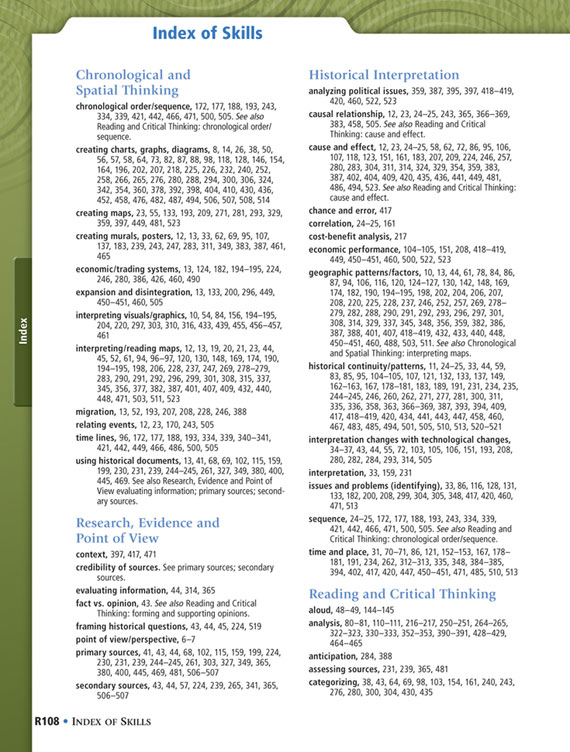 Index of Skills
Chronological and
Spatial Thinking
chronological order/sequence, 172, 177, 188, 193, 243,
334, 339, 421, 442, 466, 471, 500, 505. See also
Reading and Critical Thinking: chronological order/
sequence.
creating charts, graphs, diagrams, 8, 14, 26, 38, 50,
56, 57, 58, 64, 73, 82, 87, 88, 98, 118, 128, 146, 154,
164, 196, 202, 207, 218, 225, 226, 232, 240, 252,
258, 266, 265, 276, 280, 288, 294, 300, 306, 324,
342, 354, 360, 378, 392, 398, 404, 410, 430, 436,
452, 458, 476, 482, 487, 494, 506, 507, 508, 514
creating maps, 23, 55, 133, 193, 209, 271, 281, 293, 329,
359, 397, 449, 481, 523
creating murals, posters, 12, 13, 33, 62, 69, 95, 107,
137, 183, 239, 243, 247, 283, 311, 349, 383, 387, 461,
465
economic/trading systems, 13, 124, 182, 194–195, 224,
246, 280, 386, 426, 460, 490
expansion and disintegration, 13, 133, 200, 296, 449,
450–451, 460, 505
interpreting visuals/graphics, 10, 54, 84, 156, 194–195,
204, 220, 297, 303, 310, 316, 433, 439, 455, 456–457,
461
interpreting/reading maps, 12, 13, 19, 20, 21, 23, 44,
45, 52, 61, 94, 96–97, 120, 130, 148, 169, 174, 190,
194–195, 198, 206, 228, 237, 247, 269, 278–279,
283, 290, 291, 292, 296, 299, 301, 308, 315, 337,
345, 356, 377, 382, 387, 401, 407, 409, 432, 440,
448, 471, 503, 511, 523
migration, 13, 52, 193, 207, 208, 228, 246, 388
relating events, 12, 23, 170, 243, 505
time lines, 96, 172, 177, 188, 193, 334, 339, 340–341,
421, 442, 449, 466, 486, 500, 505
using historical documents, 13, 41, 68, 69, 102, 115, 159,
199, 230, 231, 239, 244–245, 261, 327, 349, 380, 400,
445, 469. See also Research, Evidence and Point of
View evaluating information; primary sources; second-
ary sources.
Research, Evidence and
Point of View
context, 397, 417, 471
credibility of sources. See primary sources; secondary
sources.
evaluating information, 44, 314, 365
fact vs. opinion, 43. See also Reading and Critical
Thinking: forming and supporting opinions.
framing historical questions, 43, 44, 45, 224, 519
point of view/perspective, 6–7
primary sources, 41, 43, 44, 68, 102, 115, 159, 199, 224,
230, 231, 239, 244–245, 261, 303, 327, 349, 365,
380, 400, 445, 469, 481, 506–507
secondary sources, 43, 44, 57, 224, 239, 265, 341, 365,
506–507
Historical Interpretation
analyzing political issues, 359, 387, 395, 397, 418–419,
420, 460, 522, 523
causal relationship, 12, 23, 24–25, 243, 365, 366–369,
383, 458, 505. See also Reading and Critical
Thinking: cause and effect.
cause and effect, 12, 23, 24–25, 58, 62, 72, 86, 95, 106,
107, 118, 123, 151, 161, 183, 207, 209, 224, 246, 257,
280, 283, 304, 311, 314, 324, 329, 354, 359, 383,
387, 402, 404, 409, 420, 435, 436, 441, 449, 481,
486, 494, 523. See also Reading and Critical Thinking:
cause and effect.
chance and error, 417
correlation, 24–25, 161
cost-benefit analysis, 217
economic performance, 104–105, 151, 208, 418–419,
449, 450–451, 460, 500, 522, 523
geographic patterns/factors, 10, 13, 44, 61, 78, 84, 86,
87, 94, 106, 116, 120, 124–127, 130, 142, 148, 169,
174, 182, 190, 194–195, 198, 202, 204, 206, 207,
208, 220, 225, 228, 237, 246, 252, 257, 269, 278–
279, 282, 288, 290, 291, 292, 293, 296, 297, 301,
308, 314, 329, 337, 345, 348, 356, 359, 382, 386,
387, 388, 401, 407, 418–419, 432, 433, 440, 448,
450–451, 460, 488, 503, 511. See also Chronological
and Spatial Thinking: interpreting maps.
historical continuity/patterns, 11, 24–25, 33, 44, 59,
83, 85, 95, 104–105, 107, 121, 132, 133, 137, 149,
162–163, 167, 178–181, 183, 189, 191, 231, 234, 235,
244–245, 246, 260, 262, 271, 277, 281, 300, 311,
335, 336, 358, 363, 366–369, 387, 393, 394, 409,
417, 418–419, 420, 434, 441, 443, 447, 458, 460,
467, 483, 485, 494, 501, 505, 510, 513, 520–521
interpretation changes with technological changes,
34–37, 43, 44, 55, 72, 103, 105, 106, 151, 193, 208,
280, 282, 284, 293, 314, 505
interpretation, 33, 159, 231
issues and problems (identifying), 33, 86, 116, 128, 131,
133, 182, 200, 208, 299, 304, 305, 348, 417, 420, 460,
471, 513
sequence, 24–25, 172, 177, 188, 193, 243, 334, 339,
421, 442, 466, 471, 500, 505. See also Reading and
Critical Thinking: chronological order/sequence.
time and place, 31, 70–71, 86, 121, 152–153, 167, 178–
181, 191, 234, 262, 312–313, 335, 348, 384–385,
394, 402, 417, 420, 447, 450–451, 471, 485, 510, 513
Reading and Critical Thinking
aloud, 48–49, 144–145
analysis, 80–81, 110–111, 216–217, 250–251, 264–265,
322–323, 330–333, 352–353, 390–391, 428–429,
464–465
anticipation, 284, 388
assessing sources, 231, 239, 365, 481
categorizing, 38, 43, 64, 69, 98, 103, 154, 161, 240, 243,
276, 280, 300, 304, 430, 435
Index
R108 • INDEX OF SKILLS